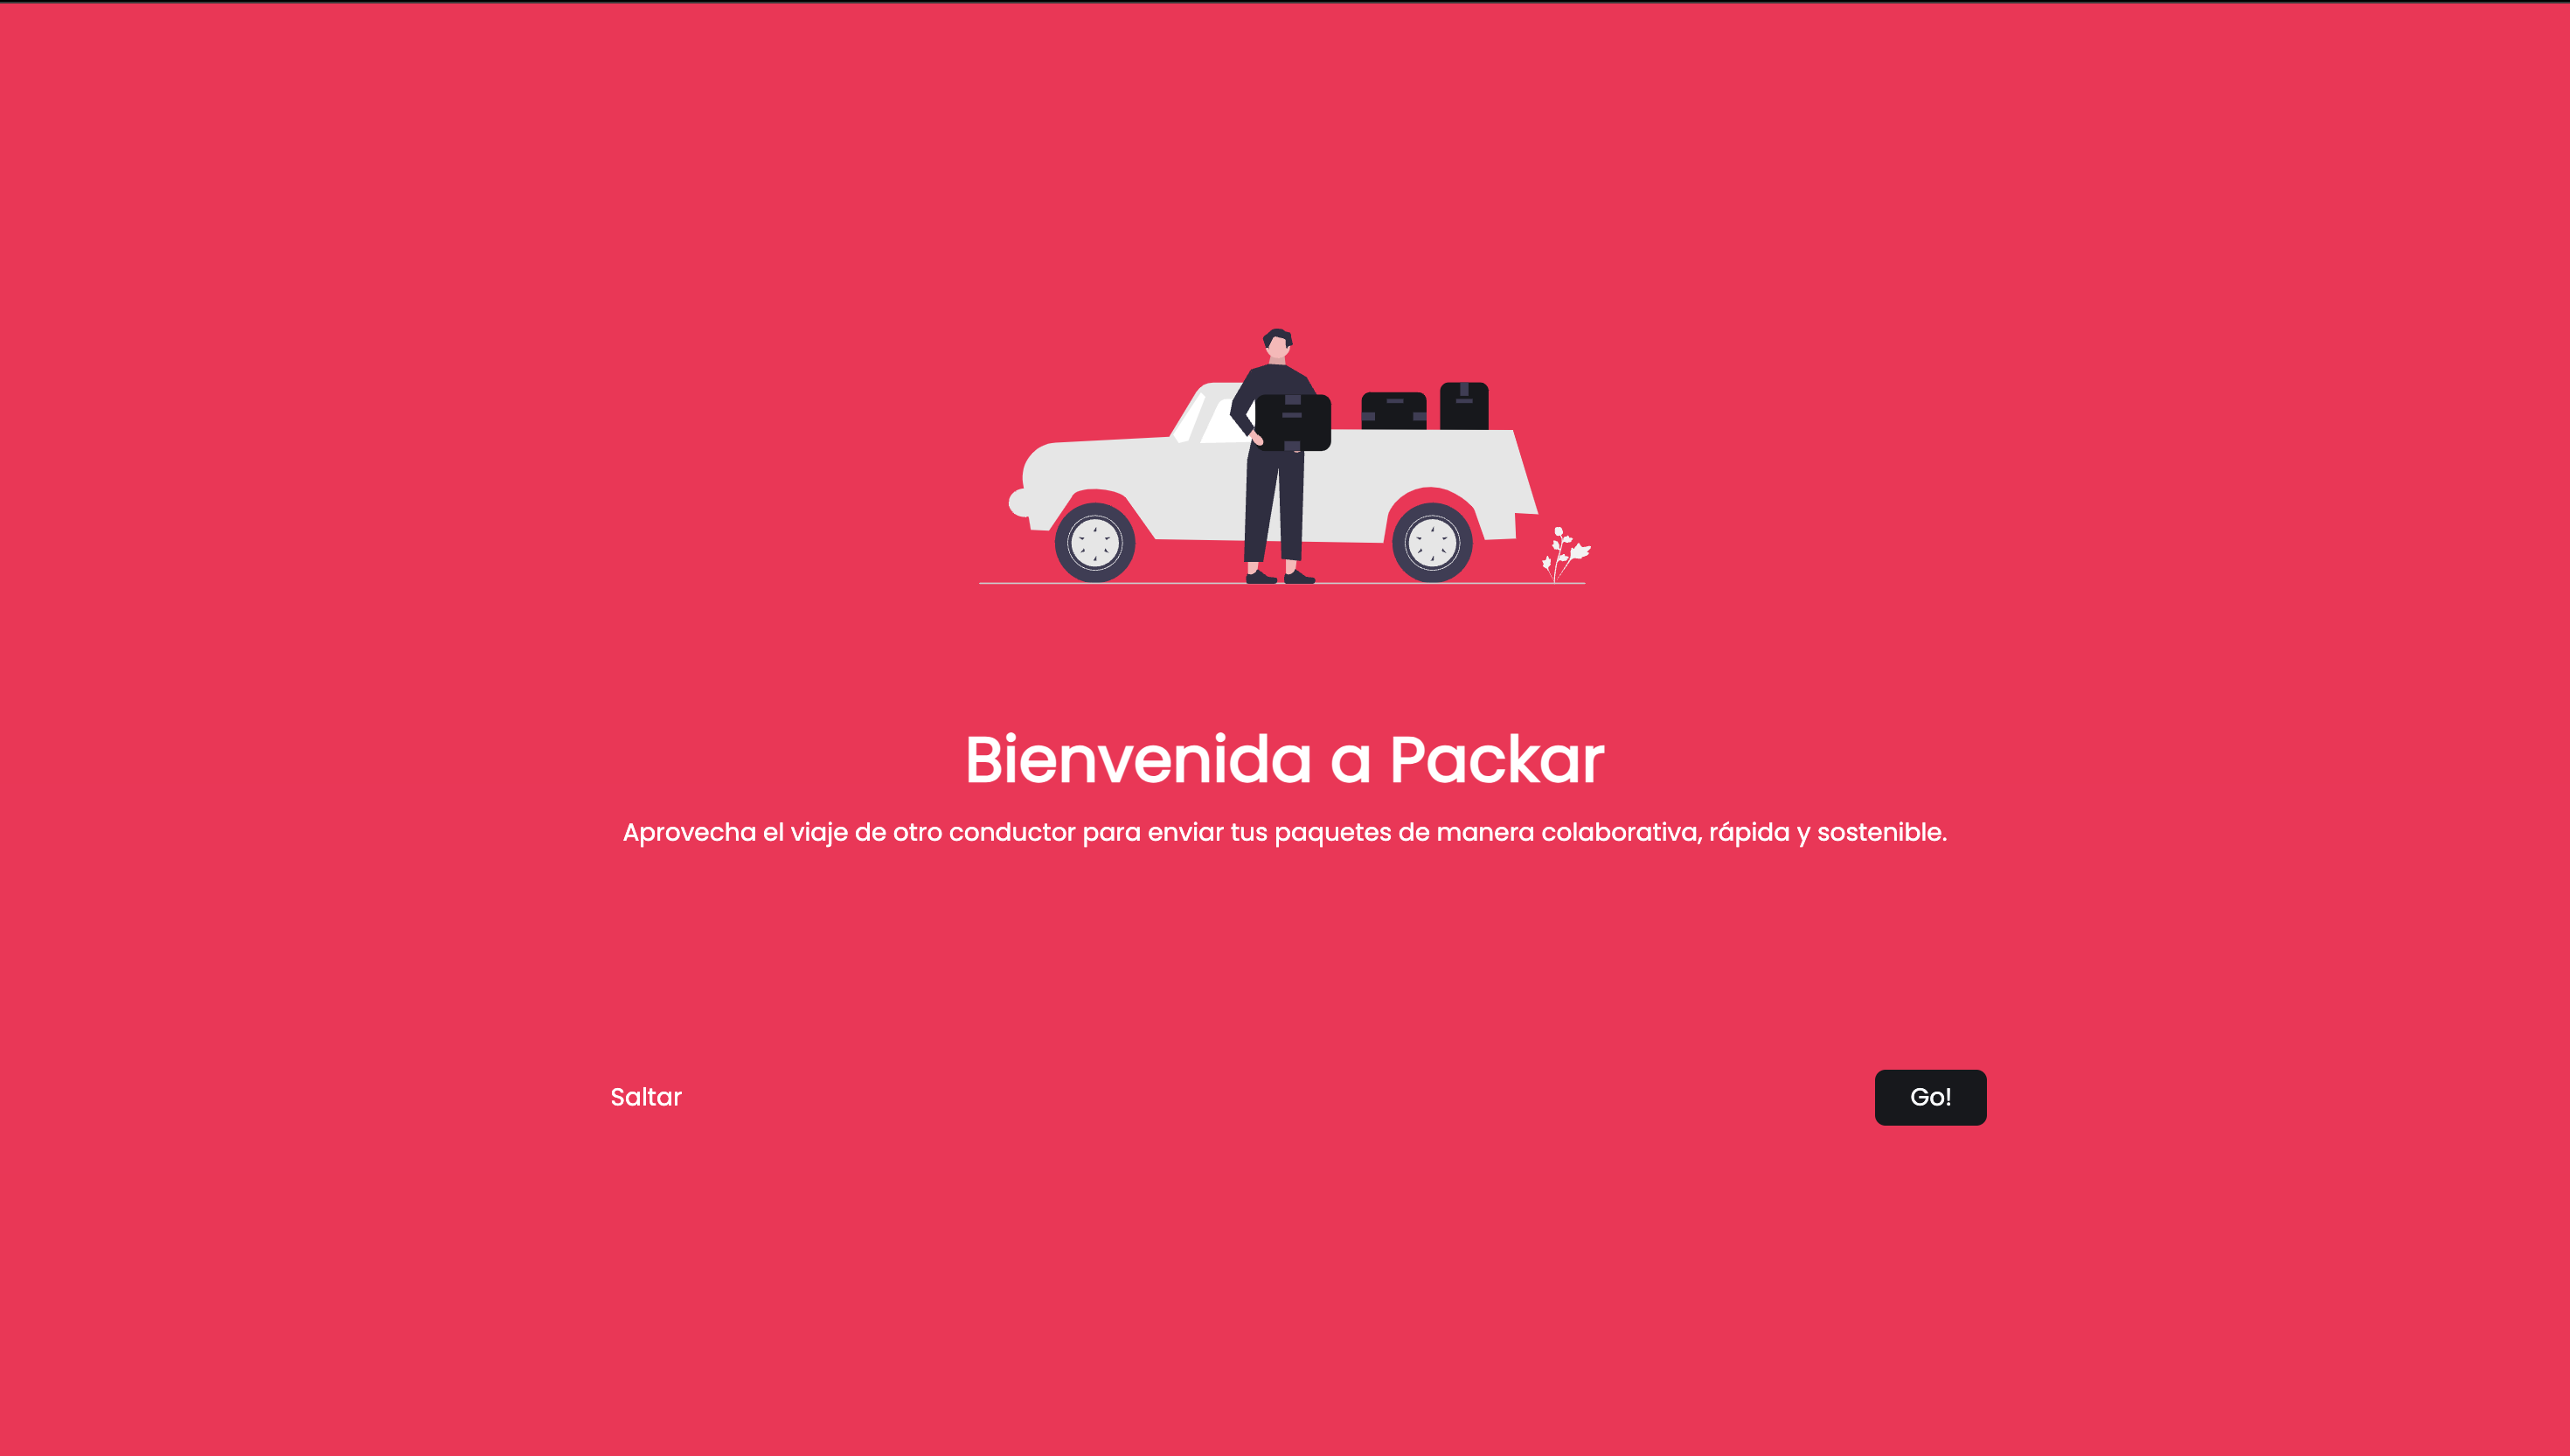 Bienvenida a Packar
Aprovecha el viaje de otro conductor para enviar tus paquetes de manera colaborativa, rápida y sostenible.
Saltar
Go!